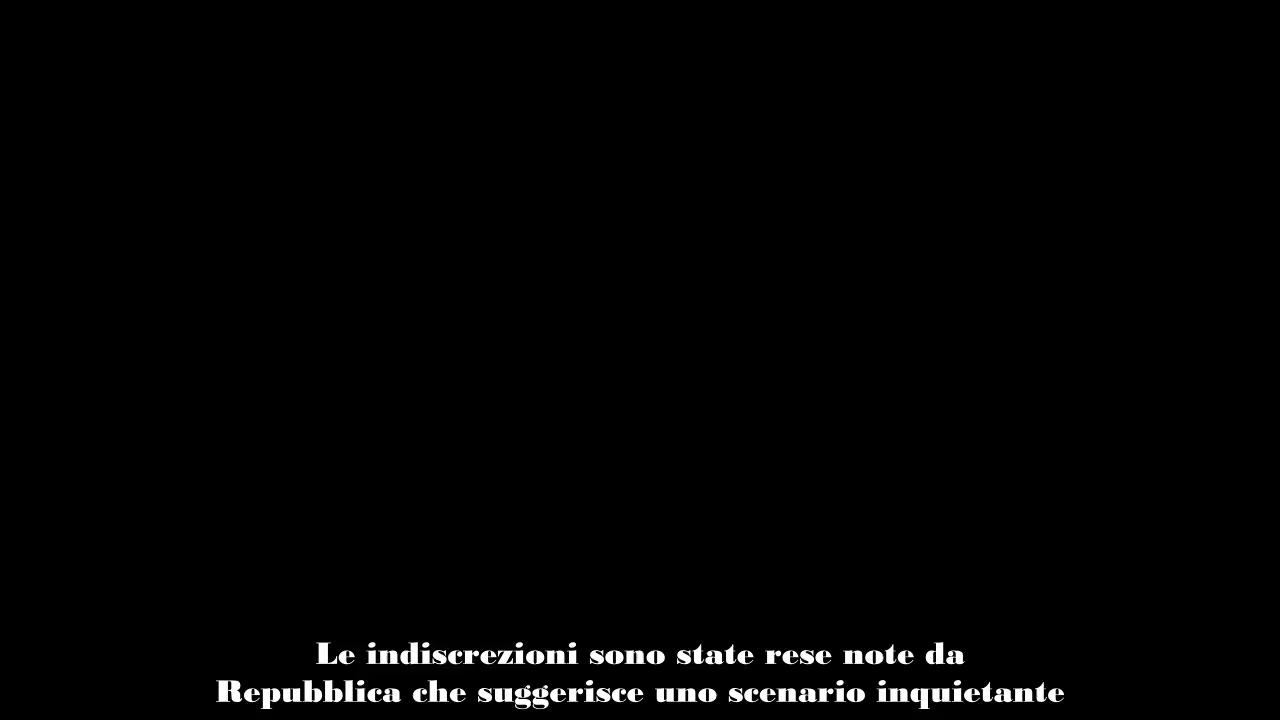 Le indiscrezioni sono state rese note da
Repubblica che suggerisce uno scenario inquietante